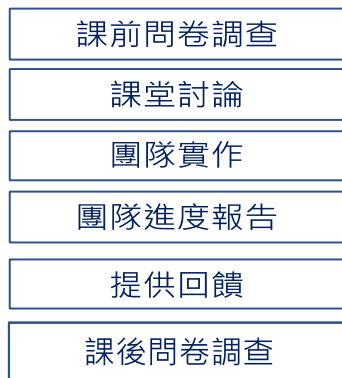 課前問卷調查
課堂討論
團隊實作
團隊進度報告
提供回饋
課後問卷調查